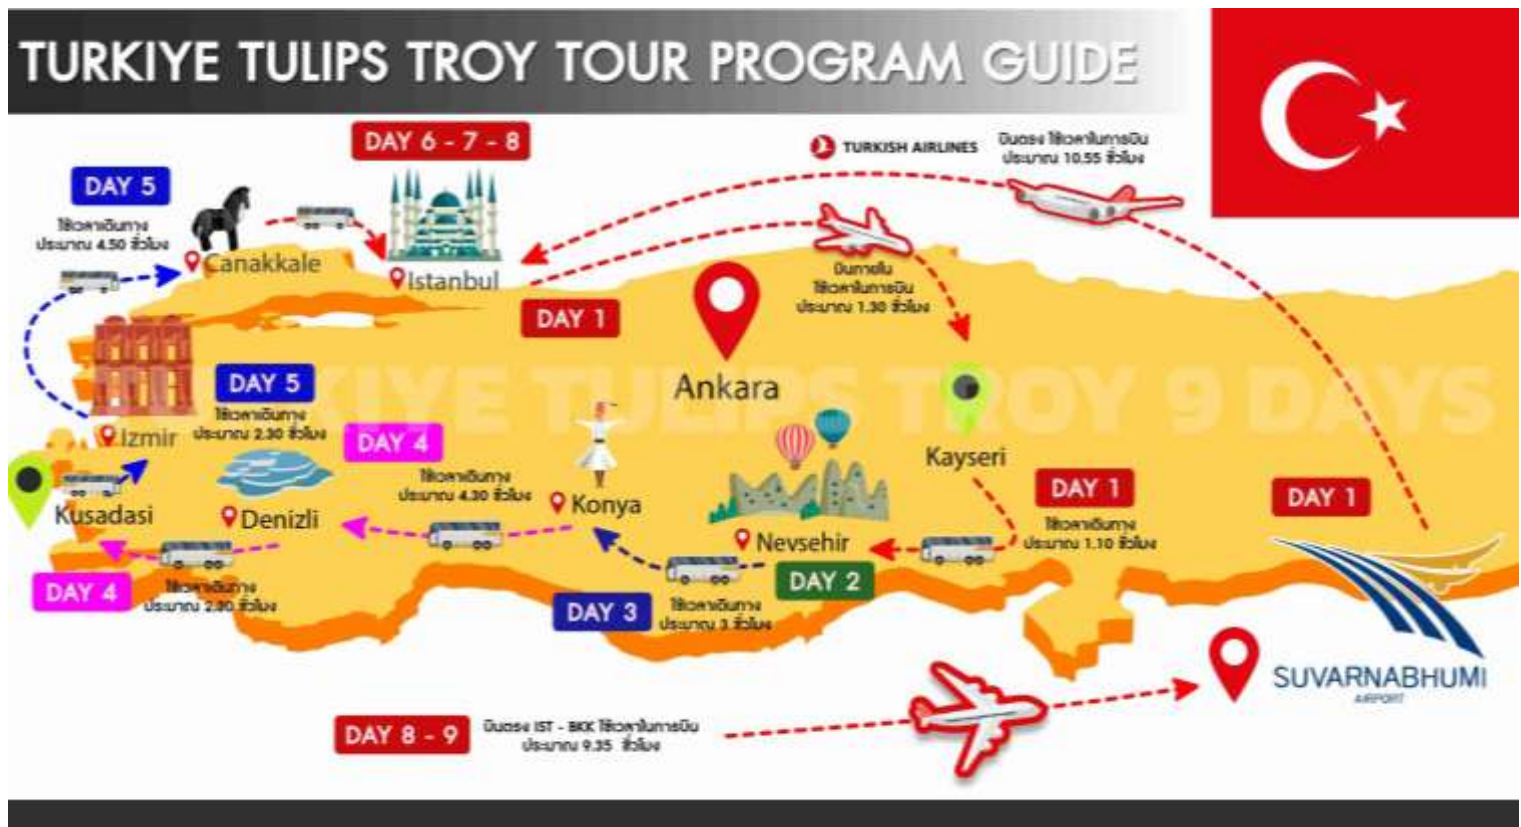 TURKIYE TULIPS TROY TOUR PROGRAM GUIDE
DAY 6 - 7 - 8
TURKISH AIRLINES
บินตรง ใช้เวลาในการบิน
ประมาณ 10.55 ชั่วโมง
DAY 5
ใช้เวลาเดินทาง
ประมาณ 4.50 ชั่วโมง
Canakkale
Istanbul
บินภายใน
ใช้เวลาในการบิน
ประมาณ 1.30 ชั่วโมง
DAY 1
Ankara
KIYE TULIPS TROY 9 DAYS
DAY 5
ใช้เวลาเดินทาง
ประมาณ 2.30 ชั่วโมง
Izmir
DAY 4
ใช้เวลาเดินทาง
ประมาณ 4.30 ชั่วโมง
Kayseri
DAY 1
ใช้เวลาเดินทาง
ประมาณ 1.10 ชั่วโมง
DAY 1
Kusadasi
Denizli
Konya
Nevsehir
DAY 4
ใช้เวลาเดินทาง
ประมาณ 2.30 ชั่วโมง
DAY 3
ใช้เวลาเดินทาง
ประมาณ 3 ชั่วโมง
DAY 2
SUVARNABHUMI
AIRPORT
DAY 8 - 9
บินตรง IST - BKK ใช้เวลาในการบิน
ประมาณ 9.35 ชั่วโมง